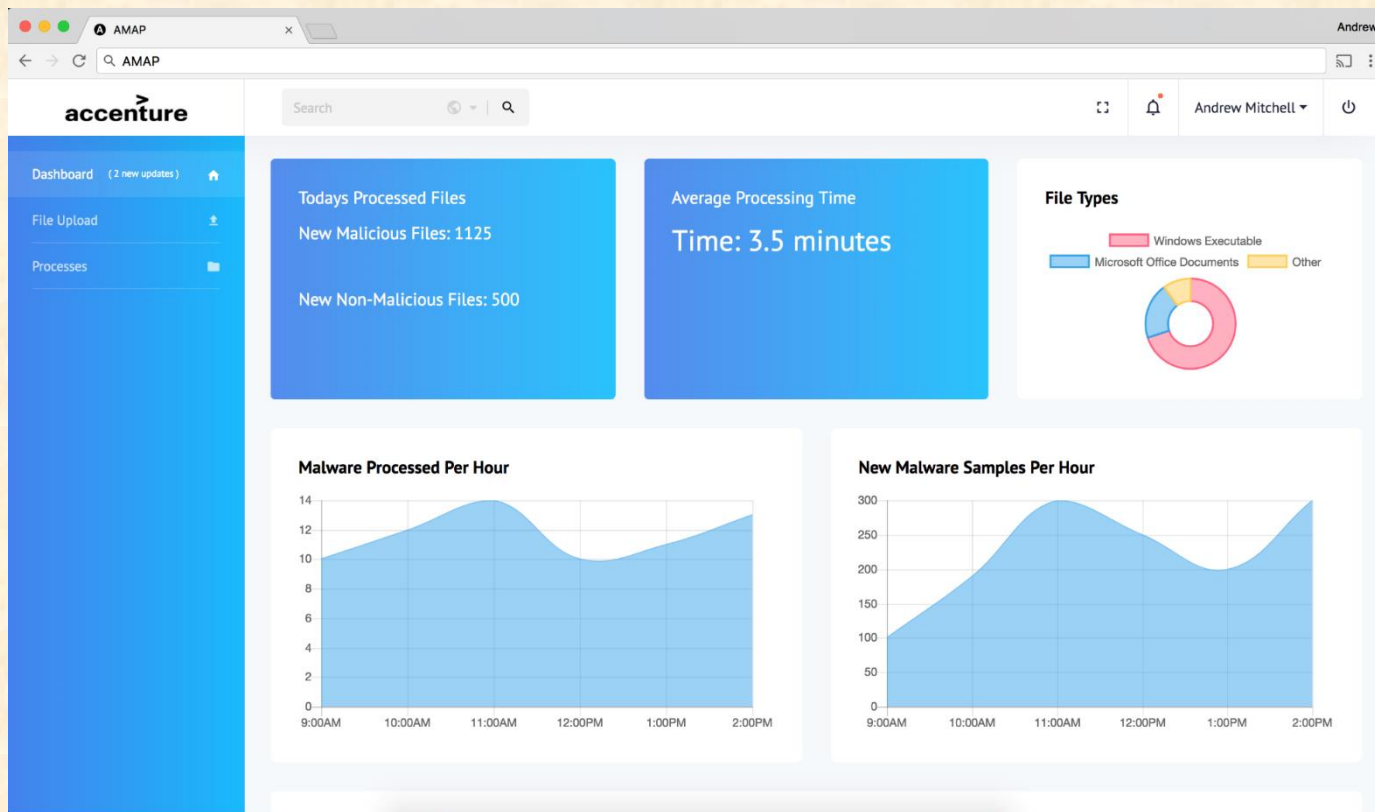 AMAP
Andrew
AMAP
accenture
Search
Andrew Mitchell
Dashboard (2 new updates)
File Upload
Processes
Todays Processed Files
New Malicious Files: 1125
New Non-Malicious Files: 500
Average Processing Time
Time: 3.5 minutes
File Types
Windows Executable
Microsoft Office Documents Other
Malware Processed Per Hour
14
12
10
8
6
4
2
0
9:00AM 10:00AM 11:00AM 12:00PM 1:00PM 2:00PM
New Malware Samples Per Hour
300
250
200
150
100
50
0
9:00AM 10:00AM 11:00AM 12:00PM 1:00PM 2:00PM